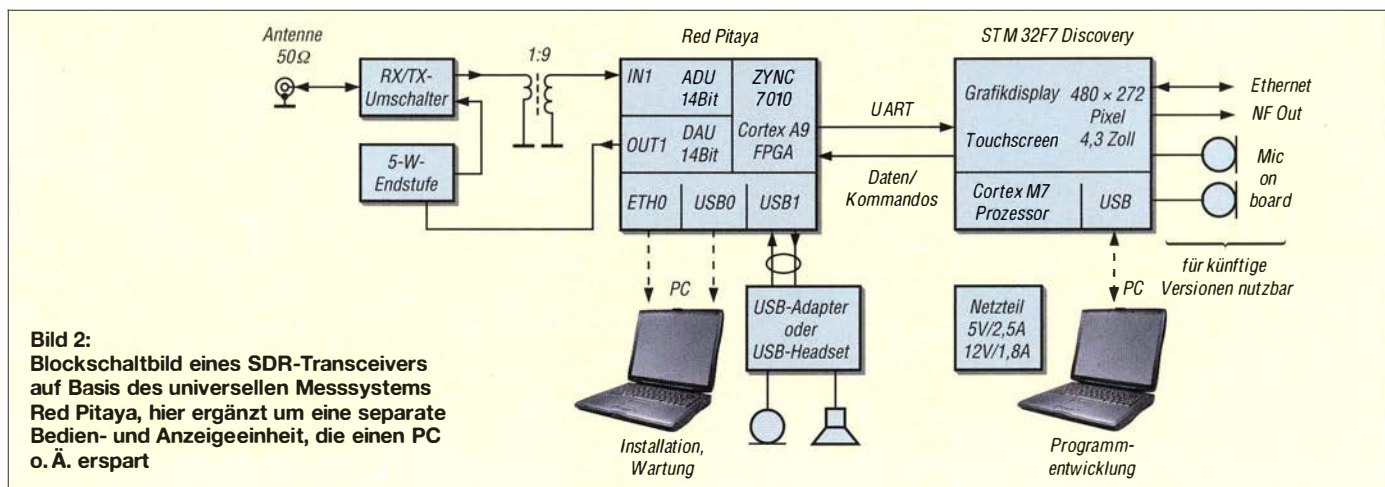 Antenne
50Ω
RX/TX-
Umschalter
5-W-
Endstufe
1:9
Red Pitaya
IN1
ADU
14Bit
ZYNC
7010
OUT1
DAU
14Bit
Cortex A9
FPGA
ETH0
USB0
USB1
UART
Daten/
Kommandos
STM 32F7 Discovery
Grafikdisplay
480 × 272
Pixel
4,3 Zoll
Touchscreen
Cortex M7
Prozessor
USB
Ethernet
NF Out
Mic
on
board
für künftige
Versionen nutzbar
PC
Installation,
Wartung
USB-Adapter
oder
USB-Headset
Netzteil
5V/2,5A
12V/1,8A
PC
Programm-
entwicklung
Bild 2:
Blockschaltbild eines SDR-Transceivers
auf Basis des universellen Messsystems
Red Pitaya, hier ergänzt um eine separate
Bedien- und Anzeigeeinheit, die einen PC
o. Ä. erspart